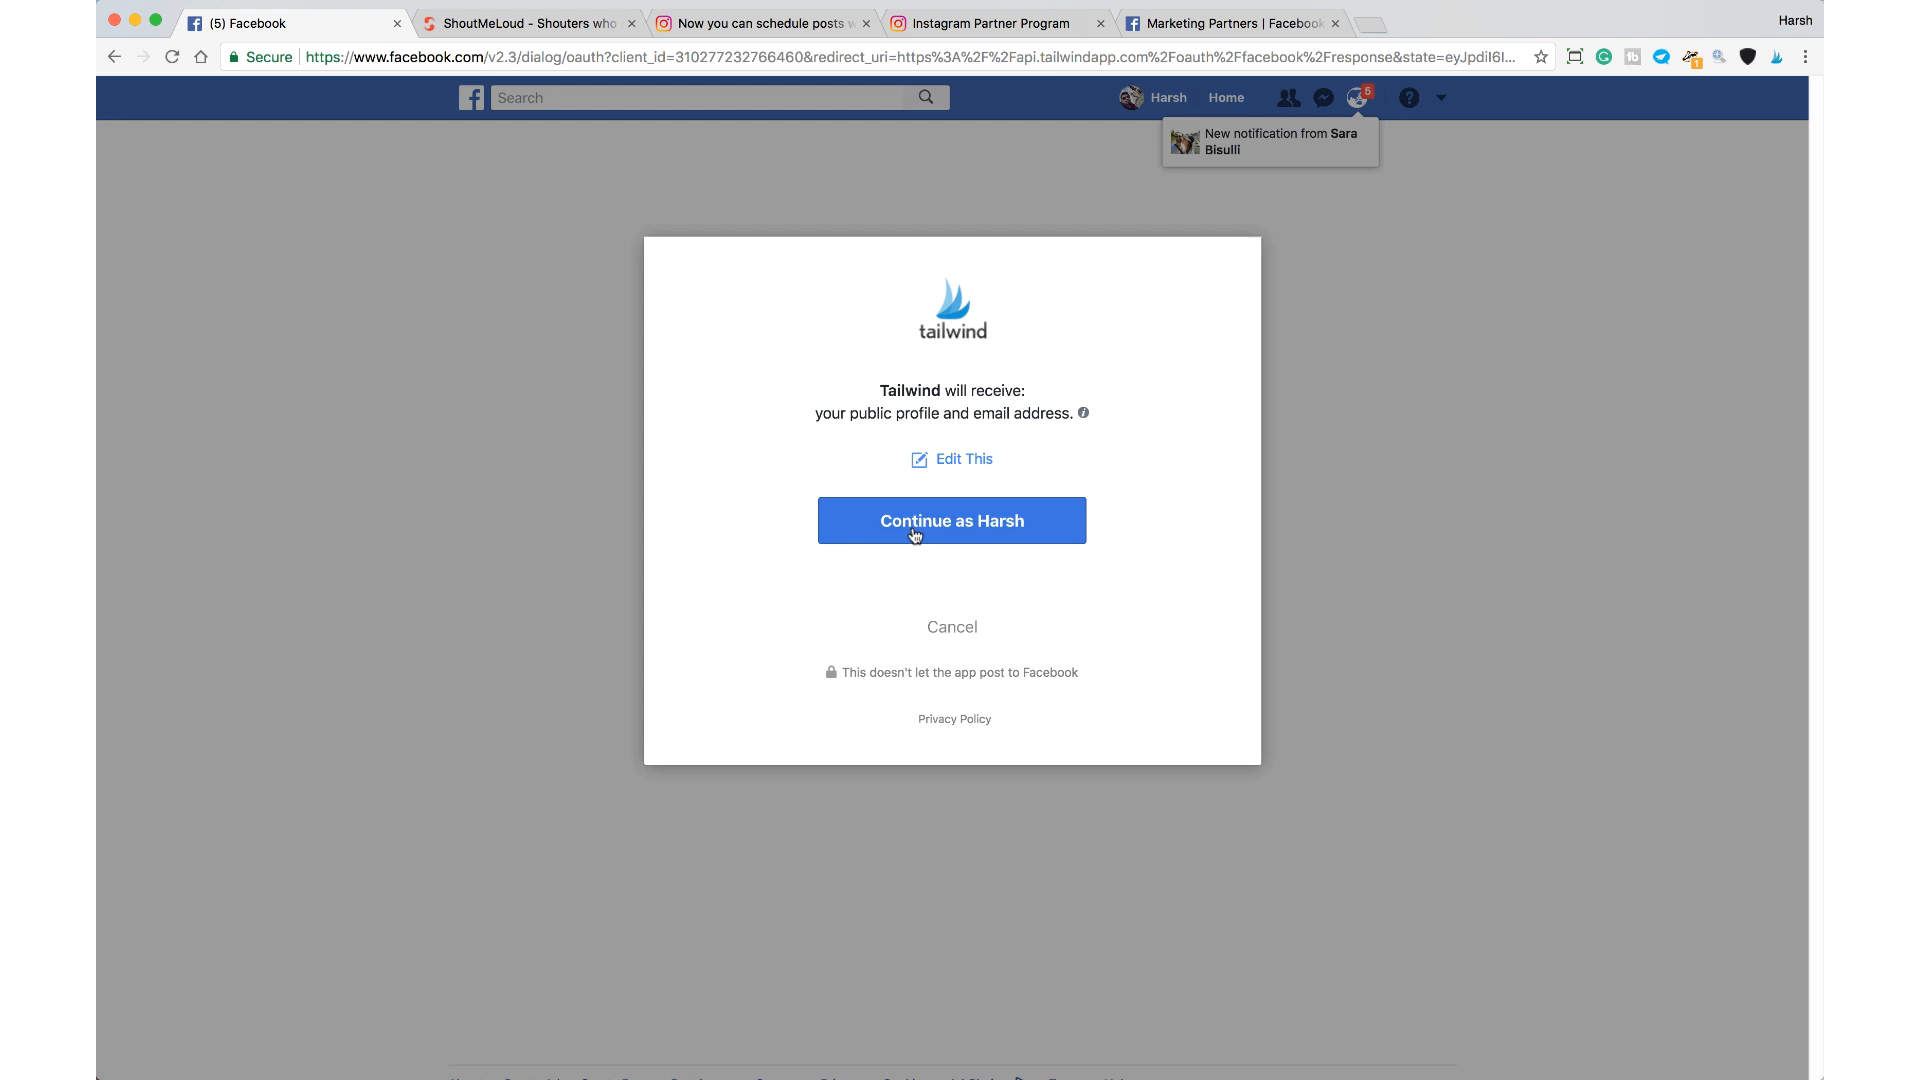 (5) Facebook
ShoutMeLoud - Shouters who
Now you can schedule posts w
Instagram Partner Program
Marketing Partners | Facebook
Harsh
Secure
https://www.facebook.com/v2.3/dialog/oauth?client_id=310277232766460&redirect_uri=https%3A%2F%2Fapi.tailwindapp.com%2Foauth%2Ffacebook%2Fresponse&state=eyJpdiI6I...
1
Search
Harsh
Home
5
New notification from Sara
Bisulli
tailwind
Tailwind will receive:
your public profile and email address.
Edit This
Continue as Harsh
Cancel
This doesn't let the app post to Facebook
Privacy Policy